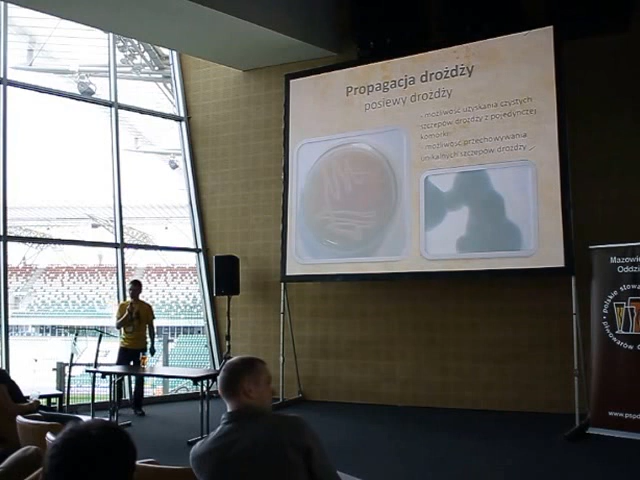 Propagacja drożdży
posiewy drożdży
- możliwość uzyskania czystych
szczepów drożdży z pojedynczej
komórki
- możliwość przechowywania
unikalnych szczepów drożdży
Mazowie
Oddzi
polskie stowa
piwowarów d
www.pspd